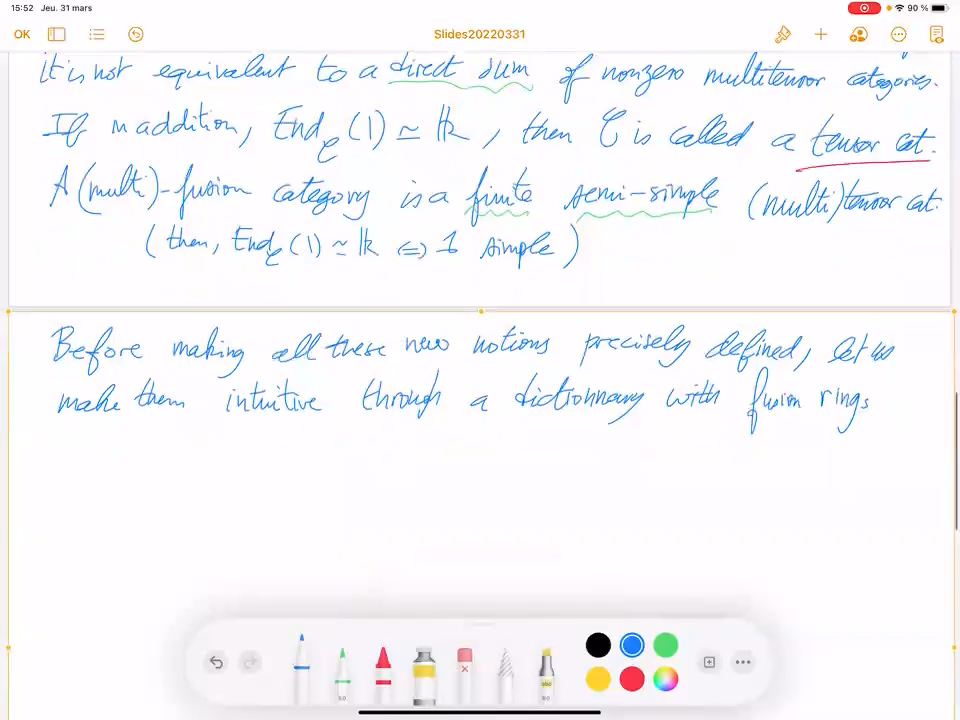 15:52 Jeu. 31 mars
90 %
OK
Slides20220331
it is not equivalent to a direct sum of nonzero multitensor categories.
If in addition, End_C(1) ≃ 𝕜, then C is called a tensor cat.
A (multi)-fusion category is a finite semi-simple (multi)tensor cat.
(then, End_C(1) ≃ 𝕜 ⇔ 1 simple)
Before making all these new notions precisely defined, let us
make them intuitive through a dictionnary with fusion rings